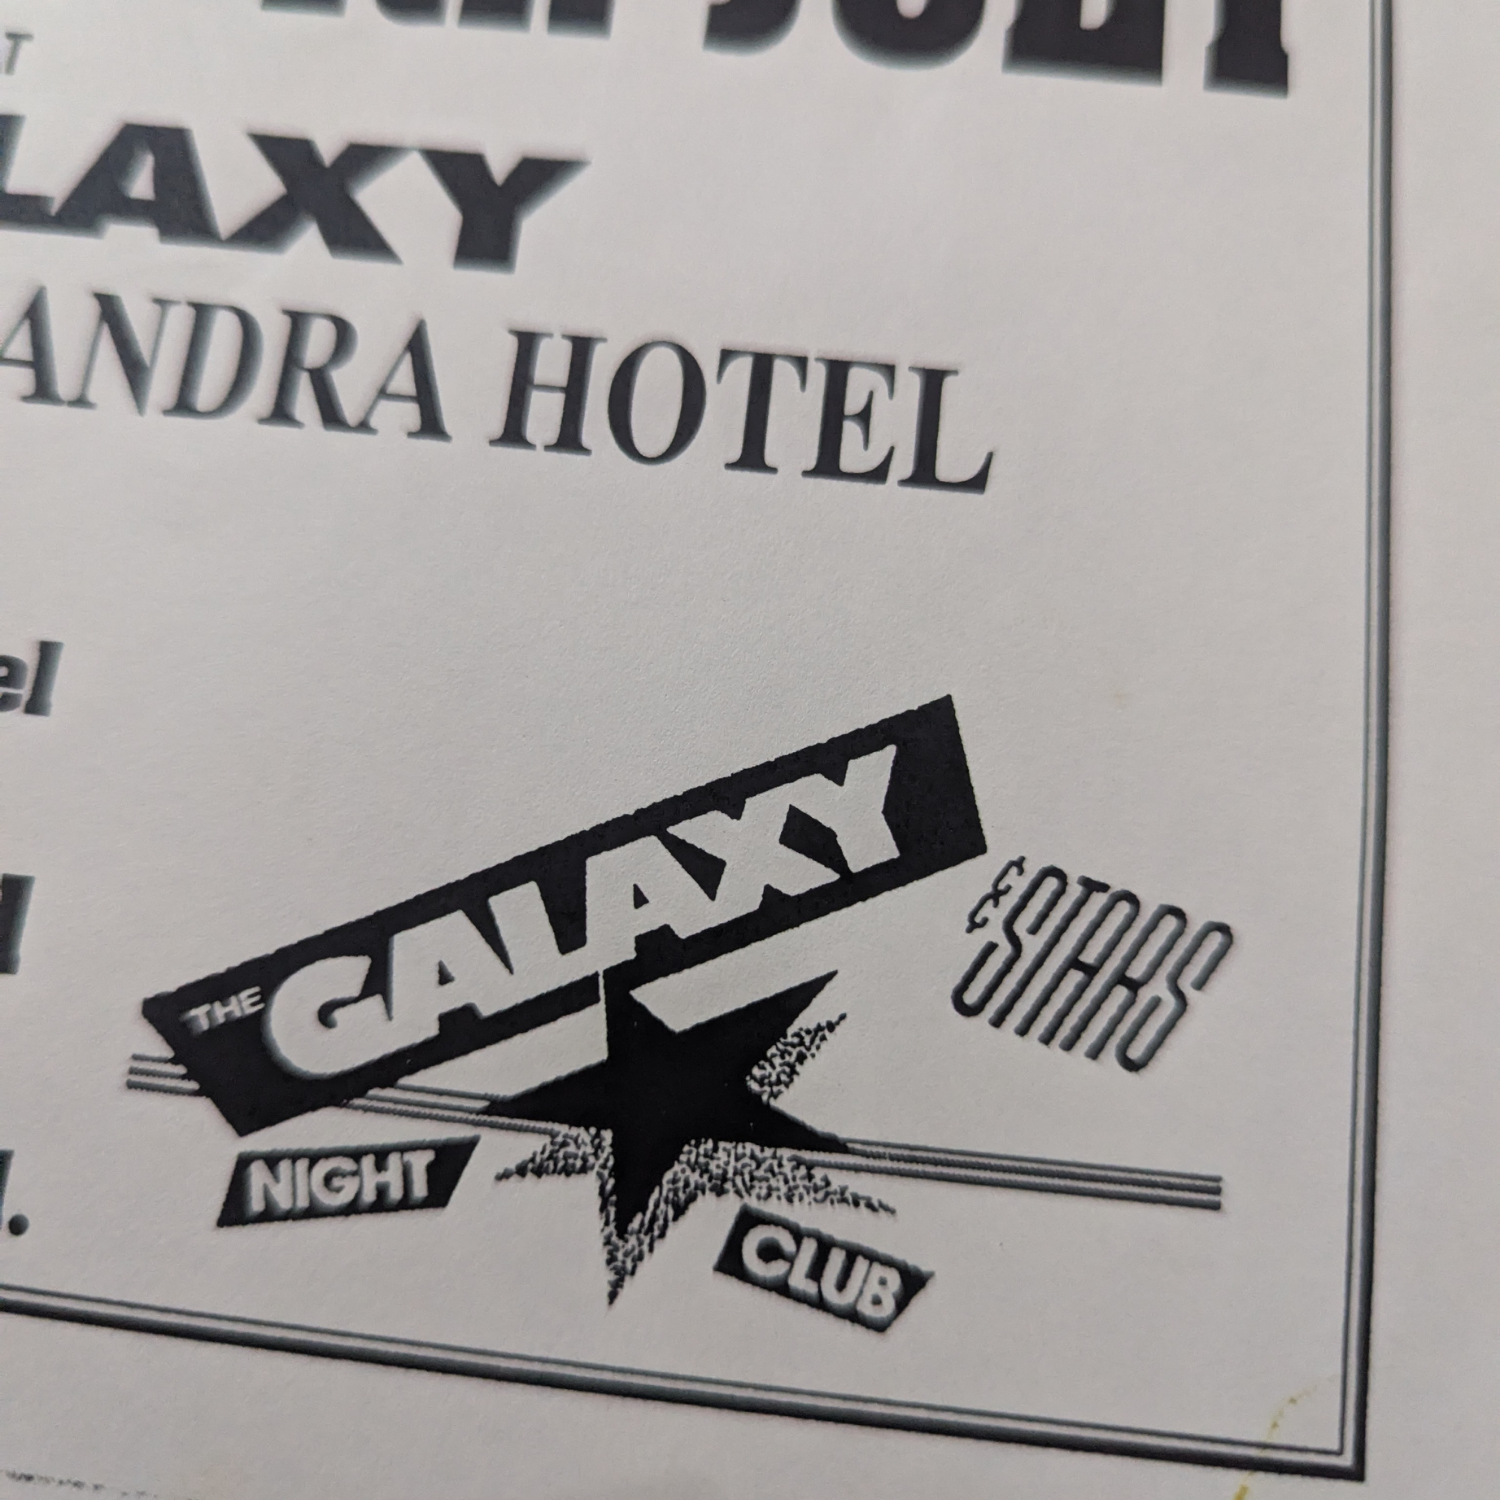 LAXY
ANDRA HOTEL
el
THE GALAXY
& STARS
NIGHT
CLUB